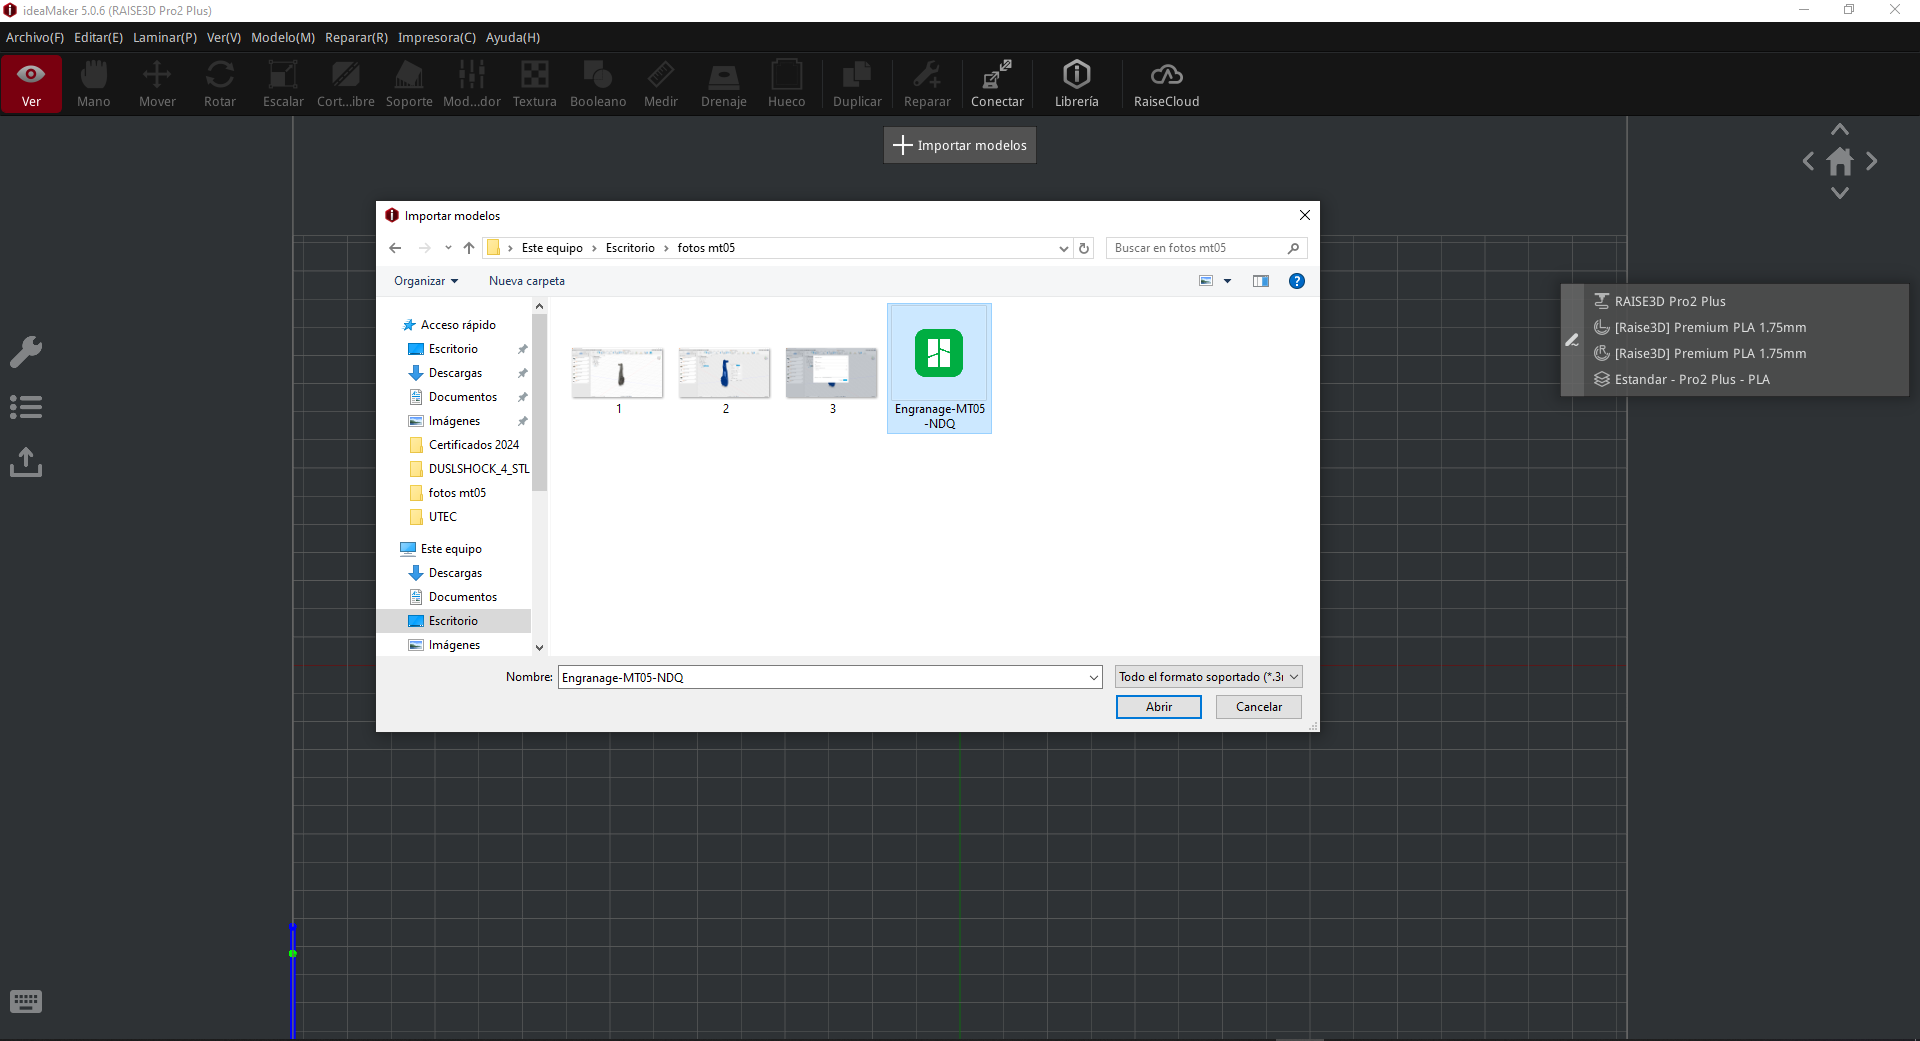 ideaMaker 5.0.6 (RAISE3D Pro2 Plus)
Archivo(F) Editar(E) Laminar(P) Ver(V) Modelo(M) Reparar(R) Impresora(C) Ayuda(H)
Ver Mano Mover Rotar Escalar Cort...ibre Soporte Mod...dor Textura Booleano Medir Drenaje Hueco Duplicar Reparar Conectar Librería RaiseCloud
Importar modelos
Importar modelos
Este equipo › Escritorio › fotos mt05
Buscar en fotos mt05
Organizar Nueva carpeta
Acceso rápido
Escritorio
Descargas
Documentos
Imágenes
Certificados 2024
DUSLSHOCK_4_STL
fotos mt05
UTEC
Este equipo
Descargas
Documentos
Escritorio
Imágenes
1 2 3
Engranage-MT05
-NDQ
Nombre: Engranage-MT05-NDQ
Todo el formato soportado (*.3
Abrir Cancelar
RAISE3D Pro2 Plus
[Raise3D] Premium PLA 1.75mm
[Raise3D] Premium PLA 1.75mm
Estandar - Pro2 Plus - PLA